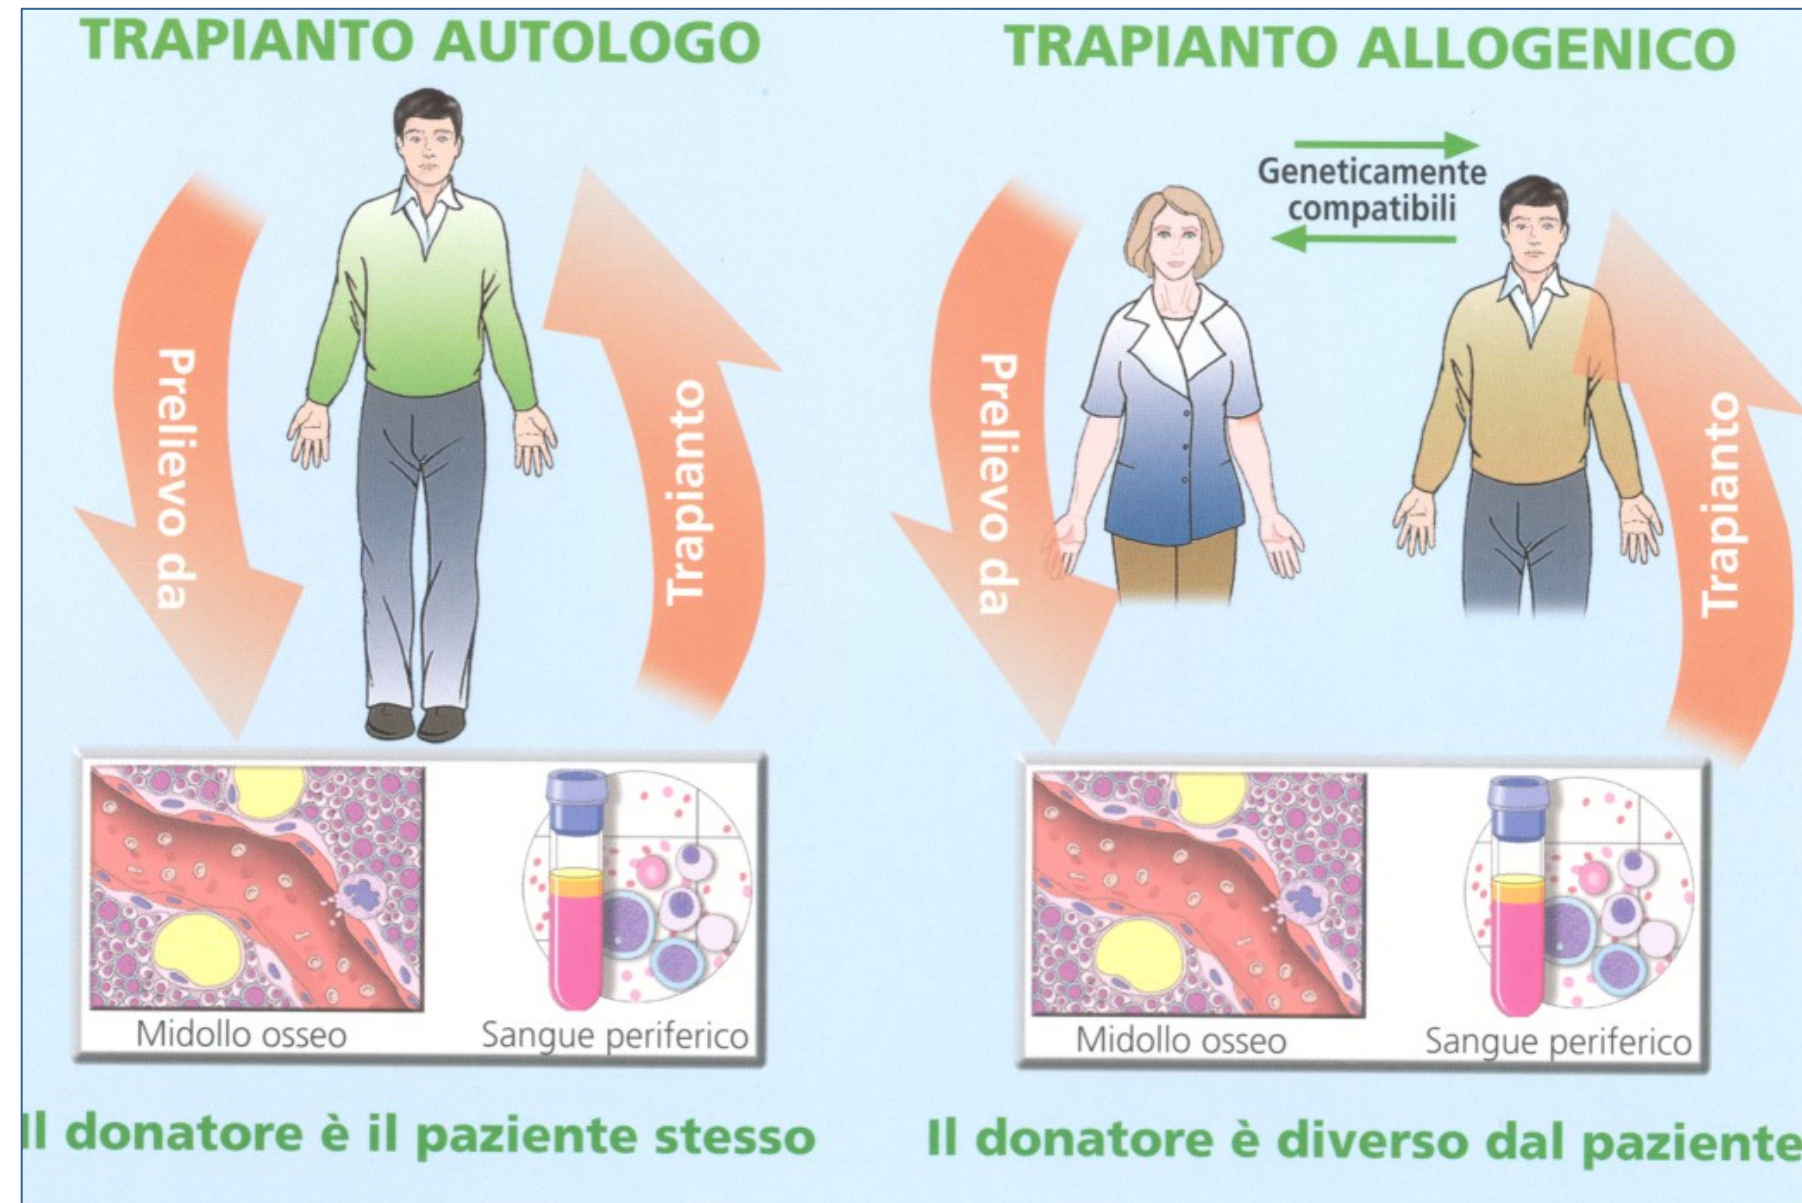 TRAPIANTO AUTOLOGO
Prelievo da
Trapianto
Midollo osseo
Sangue periferico
Il donatore è il paziente stesso
TRAPIANTO ALLOGENICO
Geneticamente
compatibili
Prelievo da
Trapianto
Midollo osseo
Sangue periferico
Il donatore è diverso dal paziente